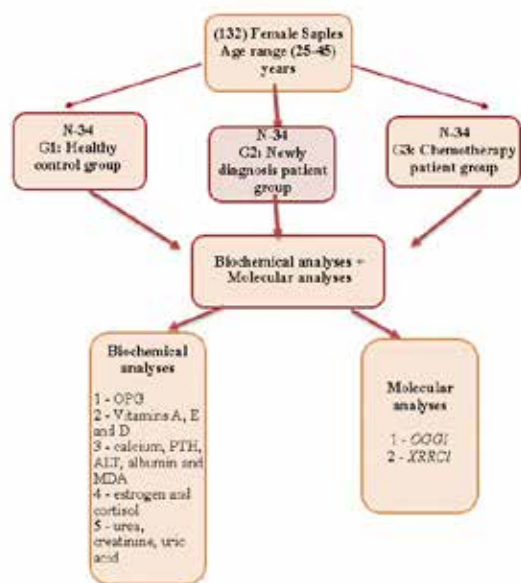 (132) Female Saples
Age range (25-45)
years
N-34
G1: Healthy
control group
N-34
G2: Newly
diagnosis patient
group
N-34
G3: Chemotherapy
patient group
Biochemical analyses +
Molecular analyses
Biochemical
analyses
1 - OPG
2 - Vitamins A, E
and D
3 - calcium, PTH,
ALT, albumin and
MDA
4 - estrogen and
cortisol
5 - urea,
creatinine, uric
acid
Molecular
analyses
1 - OGG1
2 - XRRC1